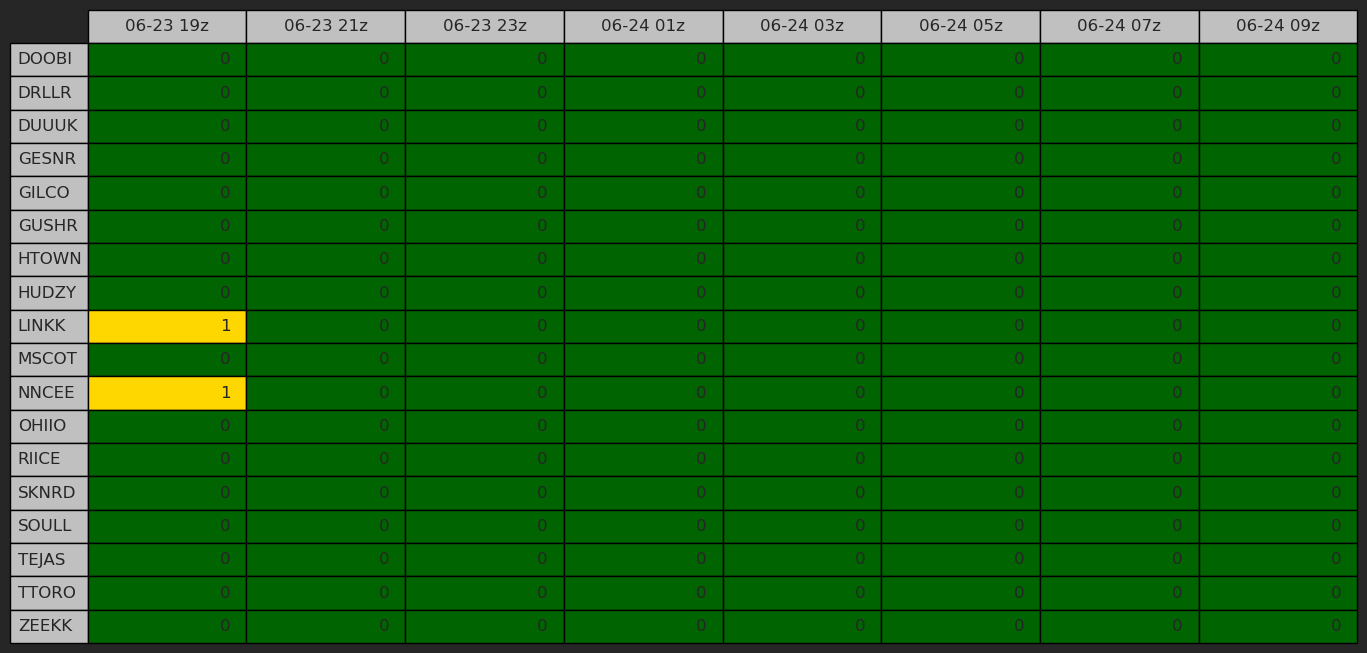 06-23 19z 06-23 21z 06-23 23z 06-24 01z 06-24 03z 06-24 05z 06-24 07z 06-24 09z
DOOBI 0 0 0 0 0 0 0 0
DRLLR 0 0 0 0 0 0 0 0
DUUUK 0 0 0 0 0 0 0 0
GESNR 0 0 0 0 0 0 0 0
GILCO 0 0 0 0 0 0 0 0
GUSHR 0 0 0 0 0 0 0 0
HTOWN 0 0 0 0 0 0 0 0
HUDZY 0 0 0 0 0 0 0 0
LINKK 1 0 0 0 0 0 0 0
MSCOT 0 0 0 0 0 0 0 0
NNCEE 1 0 0 0 0 0 0 0
OHIIO 0 0 0 0 0 0 0 0
RIICE 0 0 0 0 0 0 0 0
SKNRD 0 0 0 0 0 0 0 0
SOULL 0 0 0 0 0 0 0 0
TEJAS 0 0 0 0 0 0 0 0
TTORO 0 0 0 0 0 0 0 0
ZEEKK 0 0 0 0 0 0 0 0